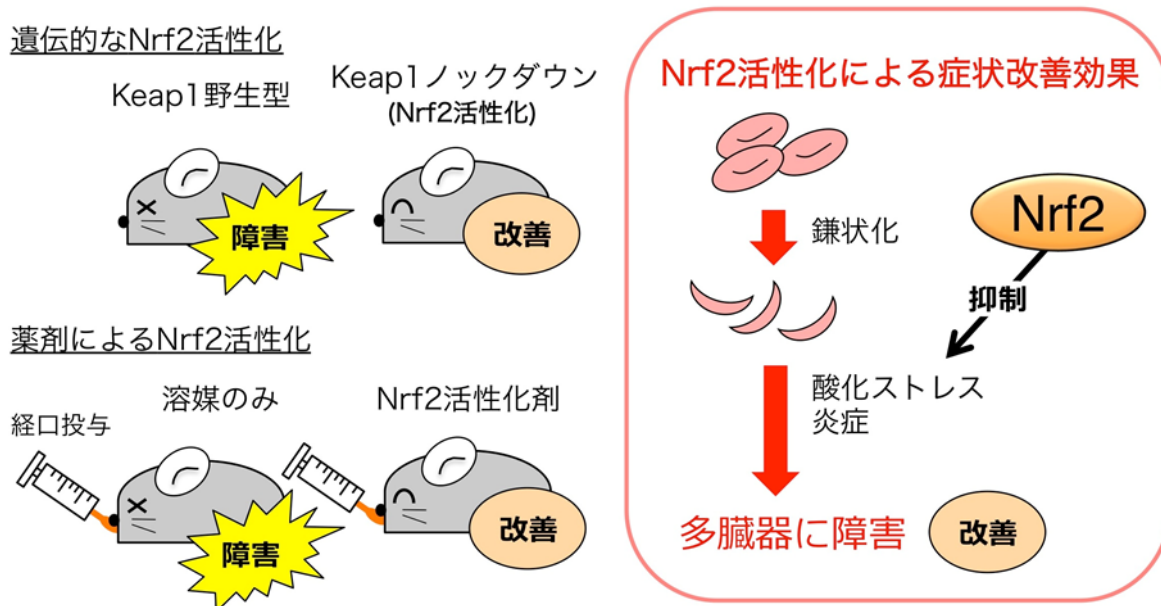 遺伝的なNrf2活性化
Keap1野生型
Keap1ノックダウン
(Nrf2活性化)
障害
改善
薬剤によるNrf2活性化
溶媒のみ
Nrf2活性化剤
経口投与
障害
改善
Nrf2活性化による症状改善効果
鎌状化
Nrf2
抑制
酸化ストレス
炎症
多臓器に障害
改善